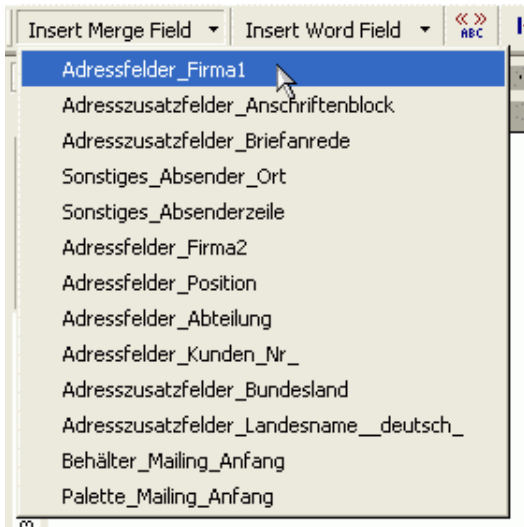 Insert Merge Field Insert Word Field « » ABC
Adressfelder_Firma1
Adresszusatzfelder_Anschriftenblock
Adresszusatzfelder_Briefanrede
Sonstiges_Absender_Ort
Sonstiges_Absenderzeile
Adressfelder_Firma2
Adressfelder_Position
Adressfelder_Abteilung
Adressfelder_Kunden_Nr_
Adresszusatzfelder_Bundesland
Adresszusatzfelder_Landesname__deutsch_
Behälter_Mailing_Anfang
Palette_Mailing_Anfang